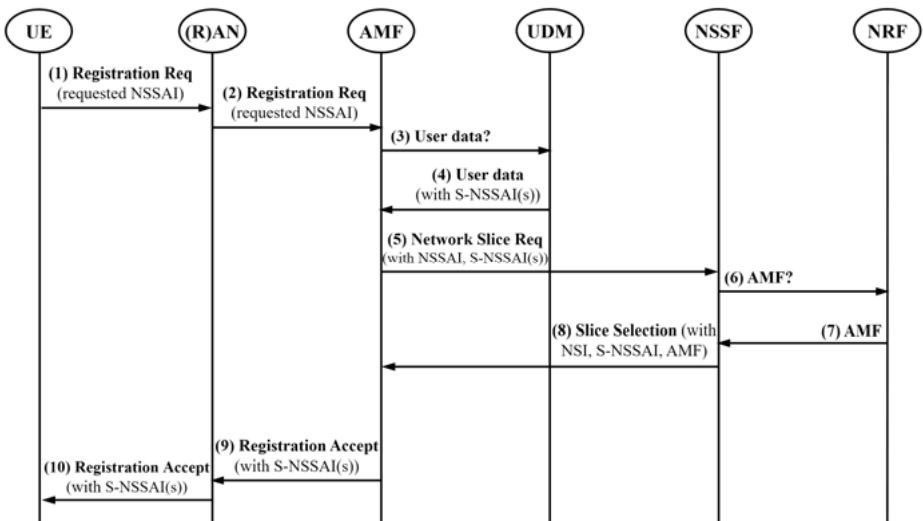 UE (R)AN AMF UDM NSSF NRF
(1) Registration Req
(requested NSSAI)
(2) Registration Req
(requested NSSAI)
(3) User data?
(4) User data
(with S-NSSAI(s))
(5) Network Slice Req
(with NSSAI, S-NSSAI(s))
(6) AMF?
(7) AMF
(8) Slice Selection (with
NSI, S-NSSAI, AMF)
(9) Registration Accept
(with S-NSSAI(s))
(10) Registration Accept
(with S-NSSAI(s))